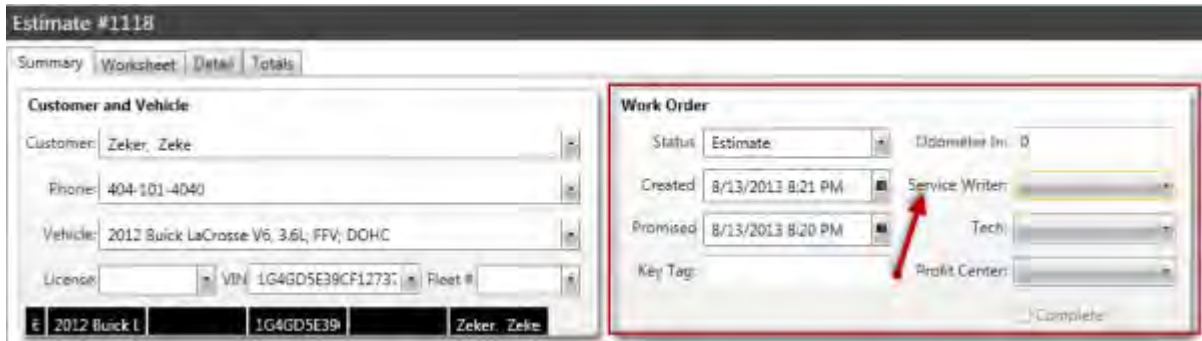 Estimate #1118
Summary Worksheet Detail Totals
Customer and Vehicle
Customer: Zeker, Zeke
Phone: 404-101-4040
Vehicle: 2012 Buick LaCrosse V6, 3.6L; FFV; DOHC
License: VIN 1G4GD5E39CF12737 Fleet #
E 2012 Buick L 1G4GD5E39 Zeker, Zeke
Work Order
Status Estimate Odometer In: 0
Created 8/13/2013 8:21 PM Service Writer:
Promised 8/13/2013 8:20 PM Tech:
Key Tag: Profit Center:
Complete